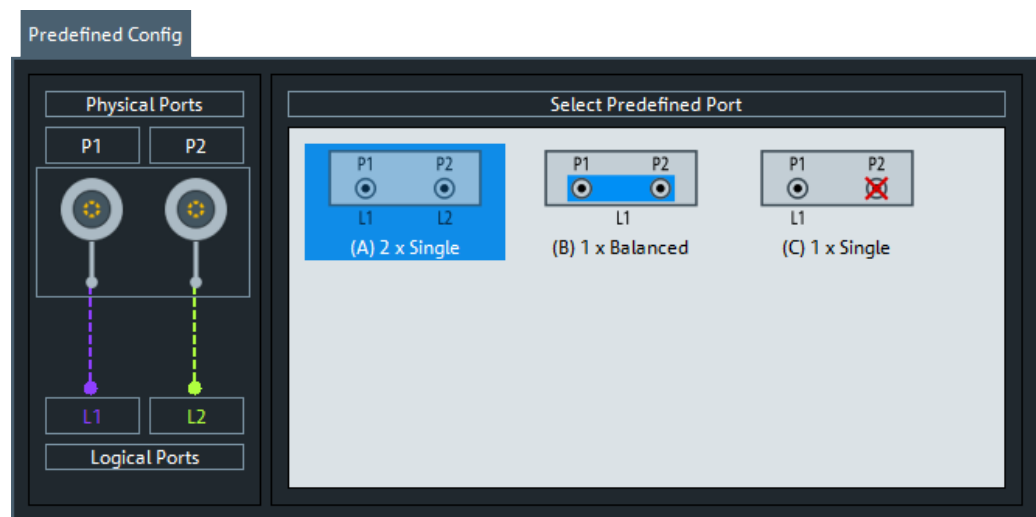 Predefined Config
Physical Ports
P1 P2
L1 L2
Logical Ports
Select Predefined Port
P1 P2
L1 L2
(A) 2 x Single
P1 P2
L1
(B) 1 x Balanced
P1 P2
L1
(C) 1 x Single